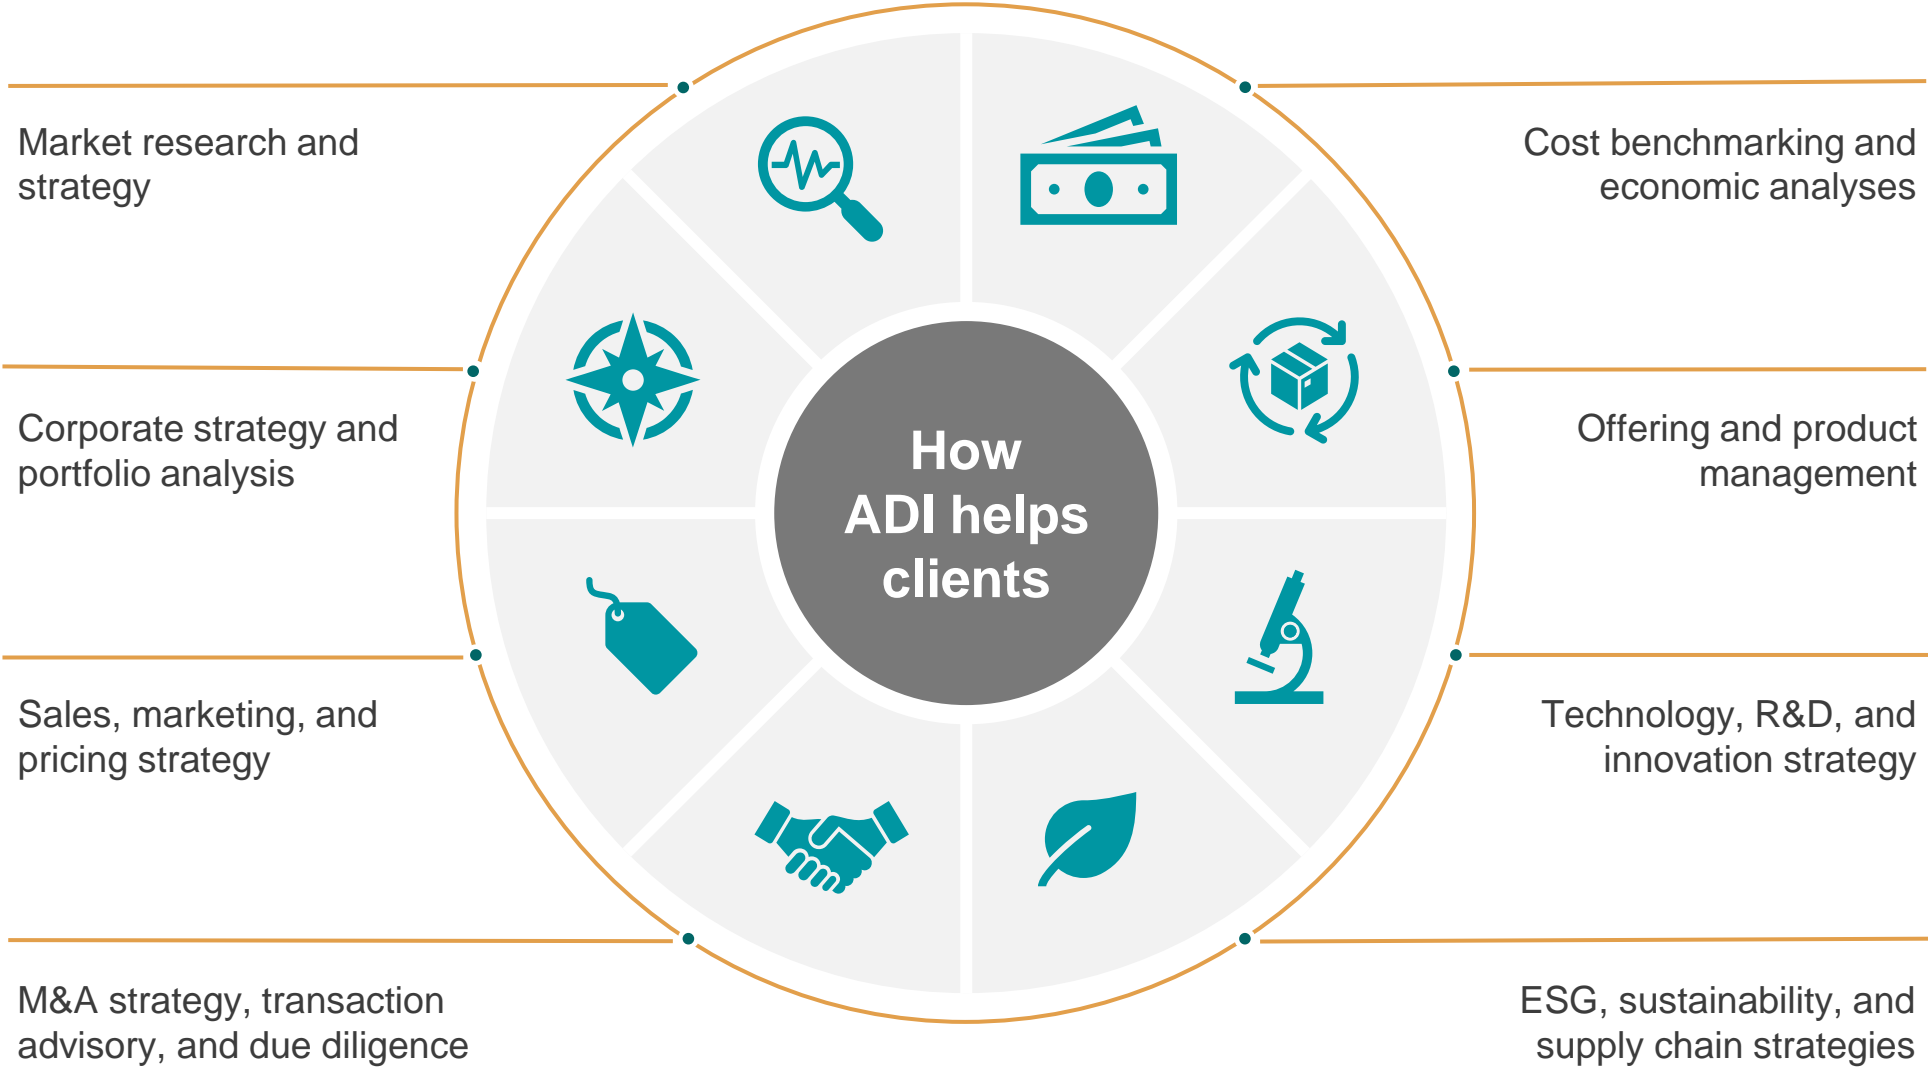 Market research and
strategy
Corporate strategy and
portfolio analysis
Sales, marketing, and
pricing strategy
M&A strategy, transaction
advisory, and due diligence
How
ADI helps
clients
Cost benchmarking and
economic analyses
Offering and product
management
Technology, R&D, and
innovation strategy
ESG, sustainability, and
supply chain strategies